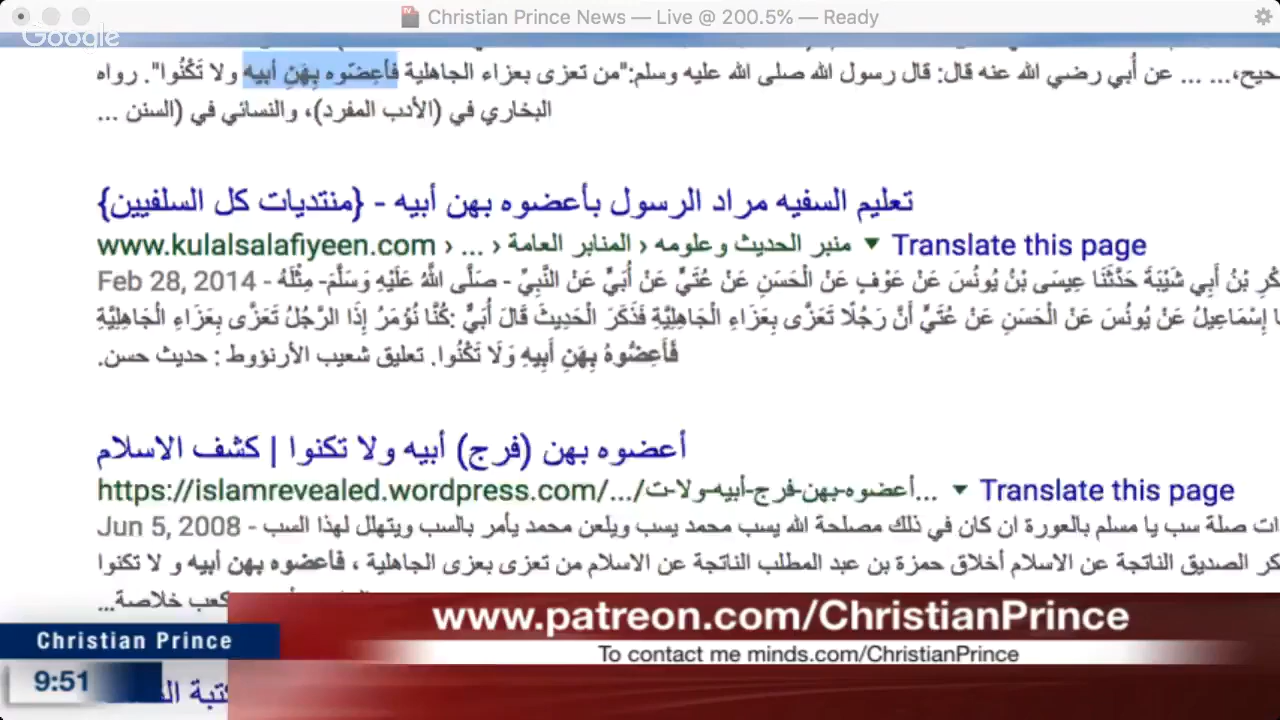 Christian Prince News — Live @ 200.5% — Ready
Google
حيح،... ... عن أُبي رضي الله عنه قال: قال رسول الله صلى الله عليه وسلم:"من تعزى بعزاء الجاهلية فأعِضّوه بِهَنِ أبيه ولا تَكْنُوا". رواه
البخاري في (الأدب المفرد)، والنسائي في (السنن ...
تعليم السفيه مراد الرسول بأعضوه بهن أبيه - {منتديات كل السلفيين}
www.kulalsalafiyeen.com › ... › منبر الحديث وعلومه › المنابر العامة ▼ Translate this page
Feb 28, 2014 - كْرِ بْنُ أَبِي شَيْبَةَ حَدَّثَنَا عِيسَى بْنُ يُونُسَ عَنْ عَوْفٍ عَنْ الْحَسَنِ عَنْ عُتَيٍّ عَنْ أُبَيٍّ عَنْ النَّبِيِّ - صَلَّى اللَّهُ عَلَيْهِ وَسَلَّمَ- مِثْلَهُ
ا إِسْمَاعِيلُ عَنْ يُونُسَ عَنْ الْحَسَنِ عَنْ عُتَيٍّ أَنَّ رَجُلًا تَعَزَّى بِعَزَاءِ الْجَاهِلِيَّةِ فَذَكَرَ الْحَدِيثَ قَالَ أُبَيٌّ :كُنَّا نُؤْمَرُ إِذَا الرَّجُلُ تَعَزَّى بِعَزَاءِ الْجَاهِلِيَّةِ
فَأَعِضُّوهُ بِهَنِ أَبِيهِ وَلَا تَكْنُوا. تعليق شعيب الأرنؤوط : حديث حسن.
أعضوه بهن (فرج) أبيه ولا تكنوا | كشف الاسلام
https://islamrevealed.wordpress.com/.../أعضوه-بهن-فرج-أبيه-ولا-ت... ▼ Translate this page
Jun 5, 2008 - ات صلة سب يا مسلم بالعورة ان كان في ذلك مصلحة الله يسب محمد يسب ويلعن محمد يأمر بالسب ويتهلل لهذا السب
كر الصديق الناتجة عن الاسلام أخلاق حمزة بن عبد المطلب الناتجة عن الاسلام من تعزى بعزى الجاهلية ، فأعضوه بهن أبيه و لا تكنوا
كعب خلاصة...
www.patreon.com/ChristianPrince
Christian Prince
To contact me minds.com/ChristianPrince
9:51